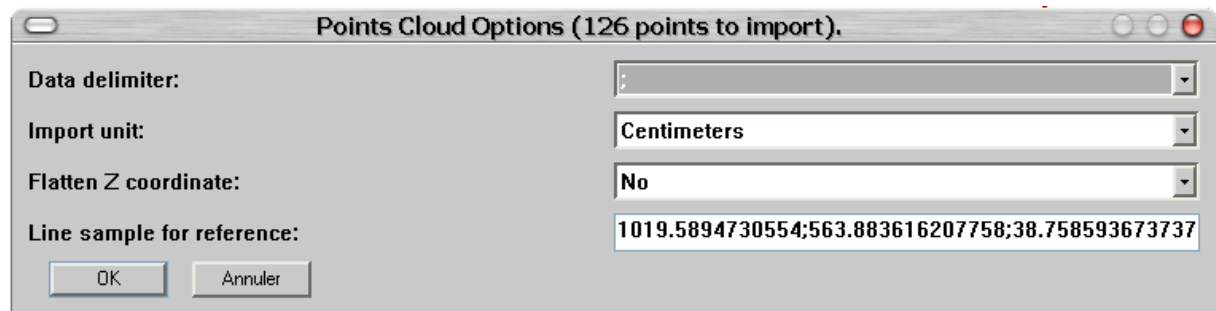 Points Cloud Options (126 points to import).
Data delimiter: ;
Import unit: Centimeters
Flatten Z coordinate: No
Line sample for reference: 1019.5894730554;563.883616207758;38.758593673737
OK Annuler